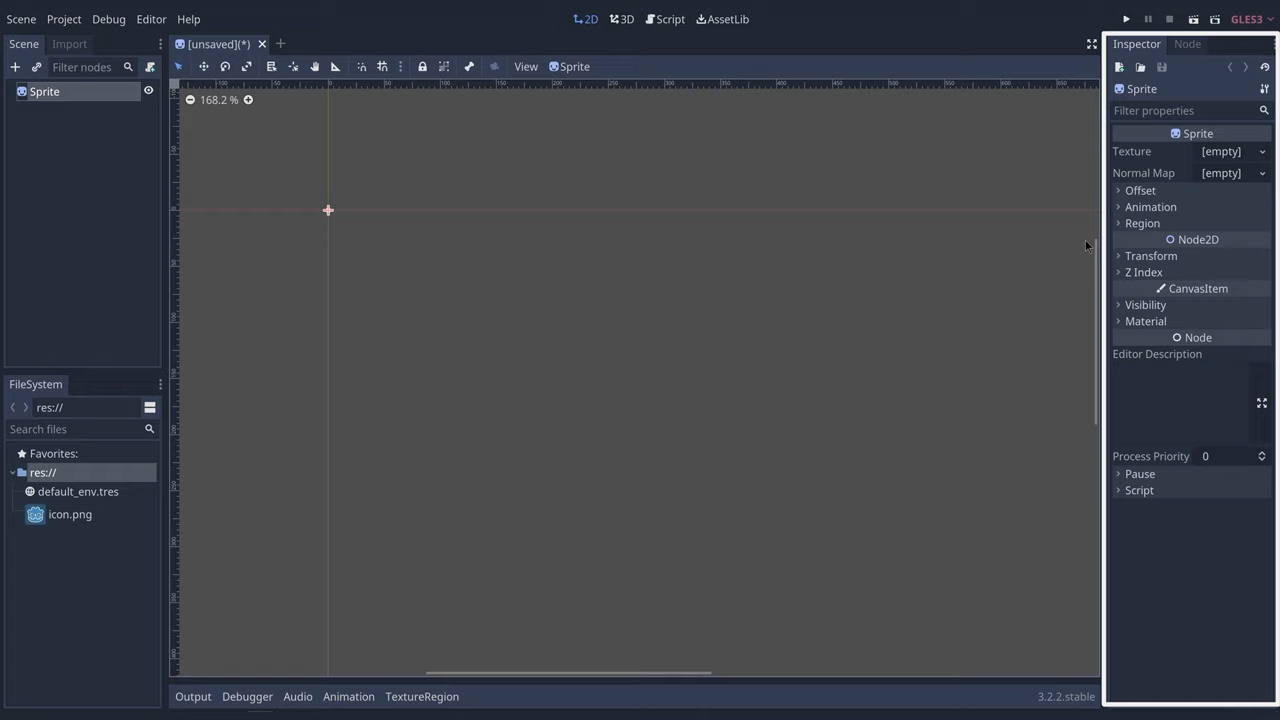 Scene Project Debug Editor Help
2D 3D Script AssetLib
GLES3
Scene Import
Filter nodes
Sprite
[unsaved](*)
View Sprite
168.2 %
FileSystem
res://
Search files
Favorites:
res://
default_env.tres
icon.png
Output Debugger Audio Animation TextureRegion
3.2.2.stable
Inspector Node
Sprite
Filter properties
Sprite
Texture [empty]
Normal Map [empty]
Offset
Animation
Region
Node2D
Transform
Z Index
CanvasItem
Visibility
Material
Node
Editor Description
Process Priority 0
Pause
Script